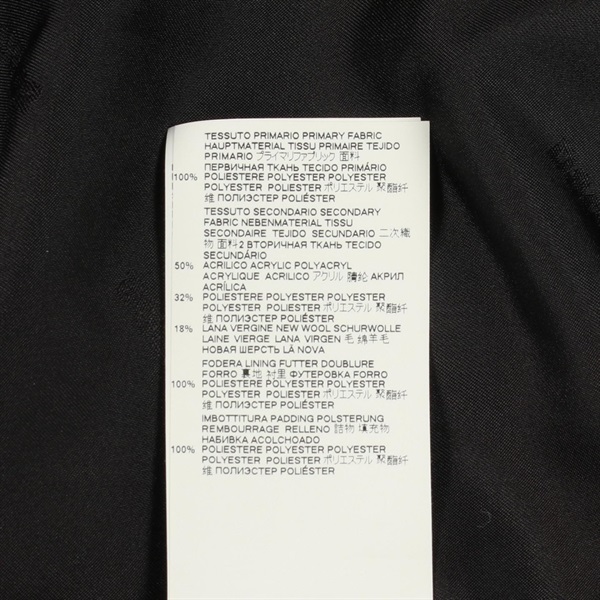 TESSUTO PRIMARIO PRIMARY FABRIC
HAUPTMATERIAL TISSU PRIMAIRE TEJIDO
PRIMARIO プライマリファブリック 面料
ПЕРВИЧНАЯ ТКАНЬ TECIDO PRIMÁRIO
100% POLIESTERE POLYESTER POLYESTER
POLYESTER POLIESTER ポリエステル 聚酯纤
维 ПОЛИЭСТЕР POLIÉSTER
TESSUTO SECONDARIO SECONDARY
FABRIC NEBENMATERIAL TISSU
SECONDAIRE TEJIDO SECUNDARIO 二次織
物 面料2 ВТОРИЧНАЯ ТКАНЬ TECIDO
SECUNDÁRIO
50% ACRILICO ACRYLIC POLYACRYL
ACRYLIQUE ACRILICO アクリル 腈纶 АКРИЛ
ACRÍLICA
32% POLIESTERE POLYESTER POLYESTER
POLYESTER POLIESTER ポリエステル 聚酯纤
维 ПОЛИЭСТЕР POLIÉSTER
18% LANA VERGINE NEW WOOL SCHURWOLLE
LAINE VIERGE LANA VIRGEN 毛 绵羊毛
НОВАЯ ШЕРСТЬ LÃ NOVA
FODERA LINING FUTTER DOUBLURE
FORRO 裏地 衬里 ФУТЕРОВКА FORRO
100% POLIESTERE POLYESTER POLYESTER
POLYESTER POLIESTER ポリエステル 聚酯纤
维 ПОЛИЭСТЕР POLIÉSTER
IMBOTTITURA PADDING POLSTERUNG
REMBOURRAGE RELLENO 詰物 填充物
НАБИВКА ACOLCHOADO
100% POLIESTERE POLYESTER POLYESTER
POLYESTER POLIESTER ポリエステル 聚酯纤
维 ПОЛИЭСТЕР POLIÉSTER